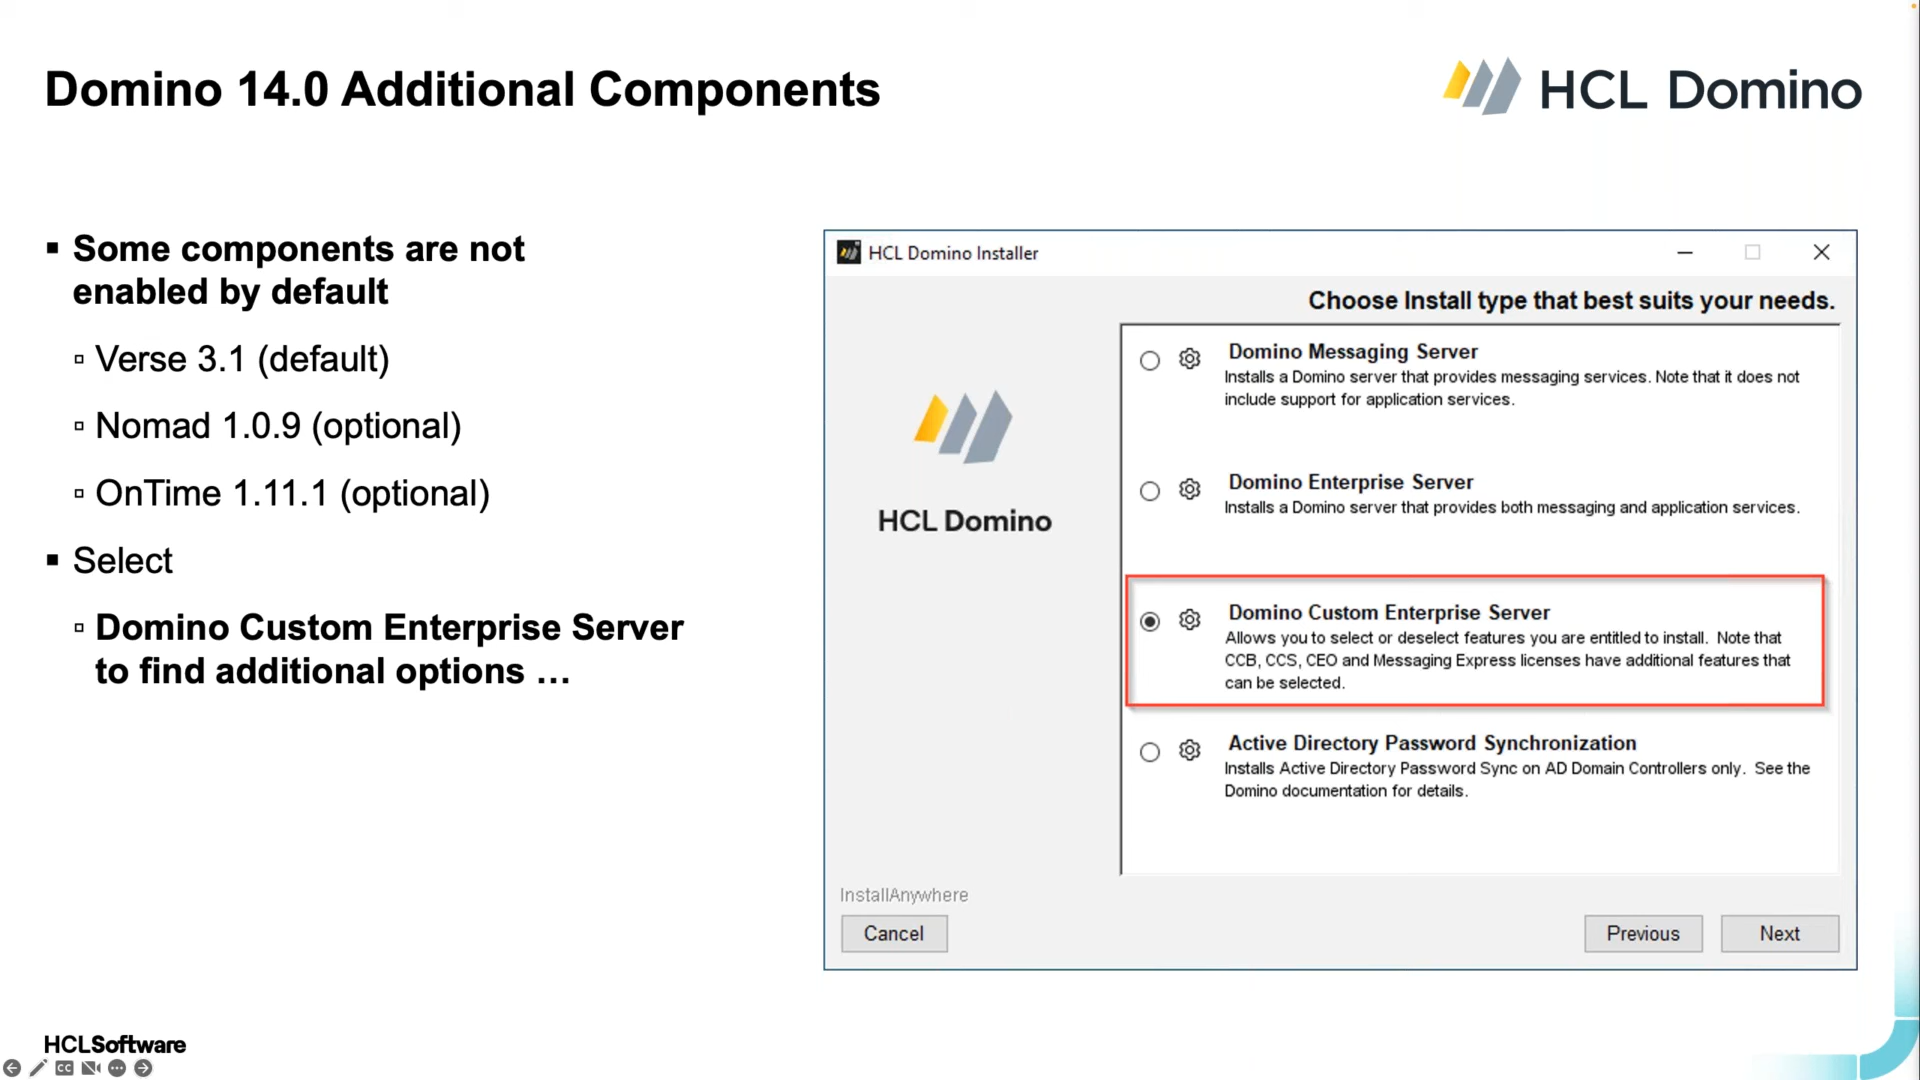 Domino 14.0 Additional Components
HCL Domino
▪ Some components are not
enabled by default
▫ Verse 3.1 (default)
▫ Nomad 1.0.9 (optional)
▫ OnTime 1.11.1 (optional)
▪ Select
▫ Domino Custom Enterprise Server
to find additional options …
HCL Domino Installer
Choose Install type that best suits your needs.
HCL Domino
Domino Messaging Server
Installs a Domino server that provides messaging services. Note that it does not
include support for application services.
Domino Enterprise Server
Installs a Domino server that provides both messaging and application services.
Domino Custom Enterprise Server
Allows you to select or deselect features you are entitled to install. Note that
CCB, CCS, CEO and Messaging Express licenses have additional features that
can be selected.
Active Directory Password Synchronization
Installs Active Directory Password Sync on AD Domain Controllers only. See the
Domino documentation for details.
InstallAnywhere
Cancel
Previous
Next
HCLSoftware
CC